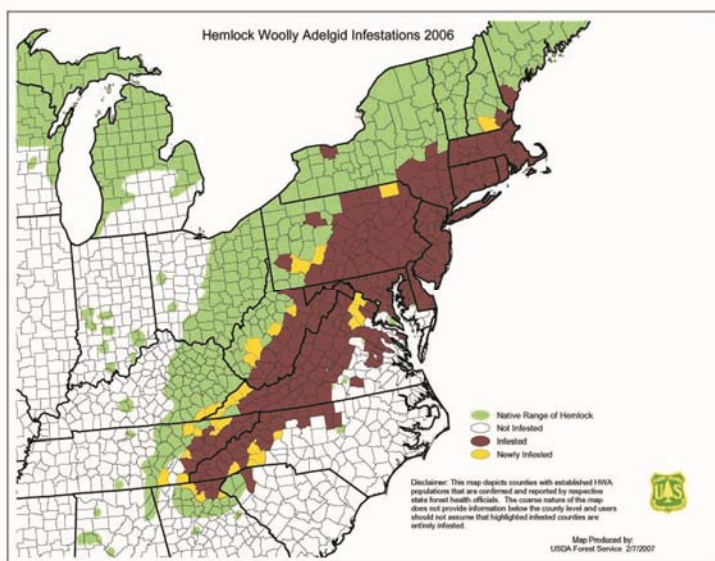 Hemlock Woolly Adelgid Infestations 2006
Native Range of Hemlock
Not Infested
Infested
Newly Infested
Disclaimer: This map depicts counties with established HWA
populations that are confirmed and reported by respective
state forest health officials. The coarse nature of the map
does not provide information below the county level and users
should not assume that highlighted infested counties are
entirely infested.
UAS
Map Produced by:
USDA Forest Service 2/7/2007